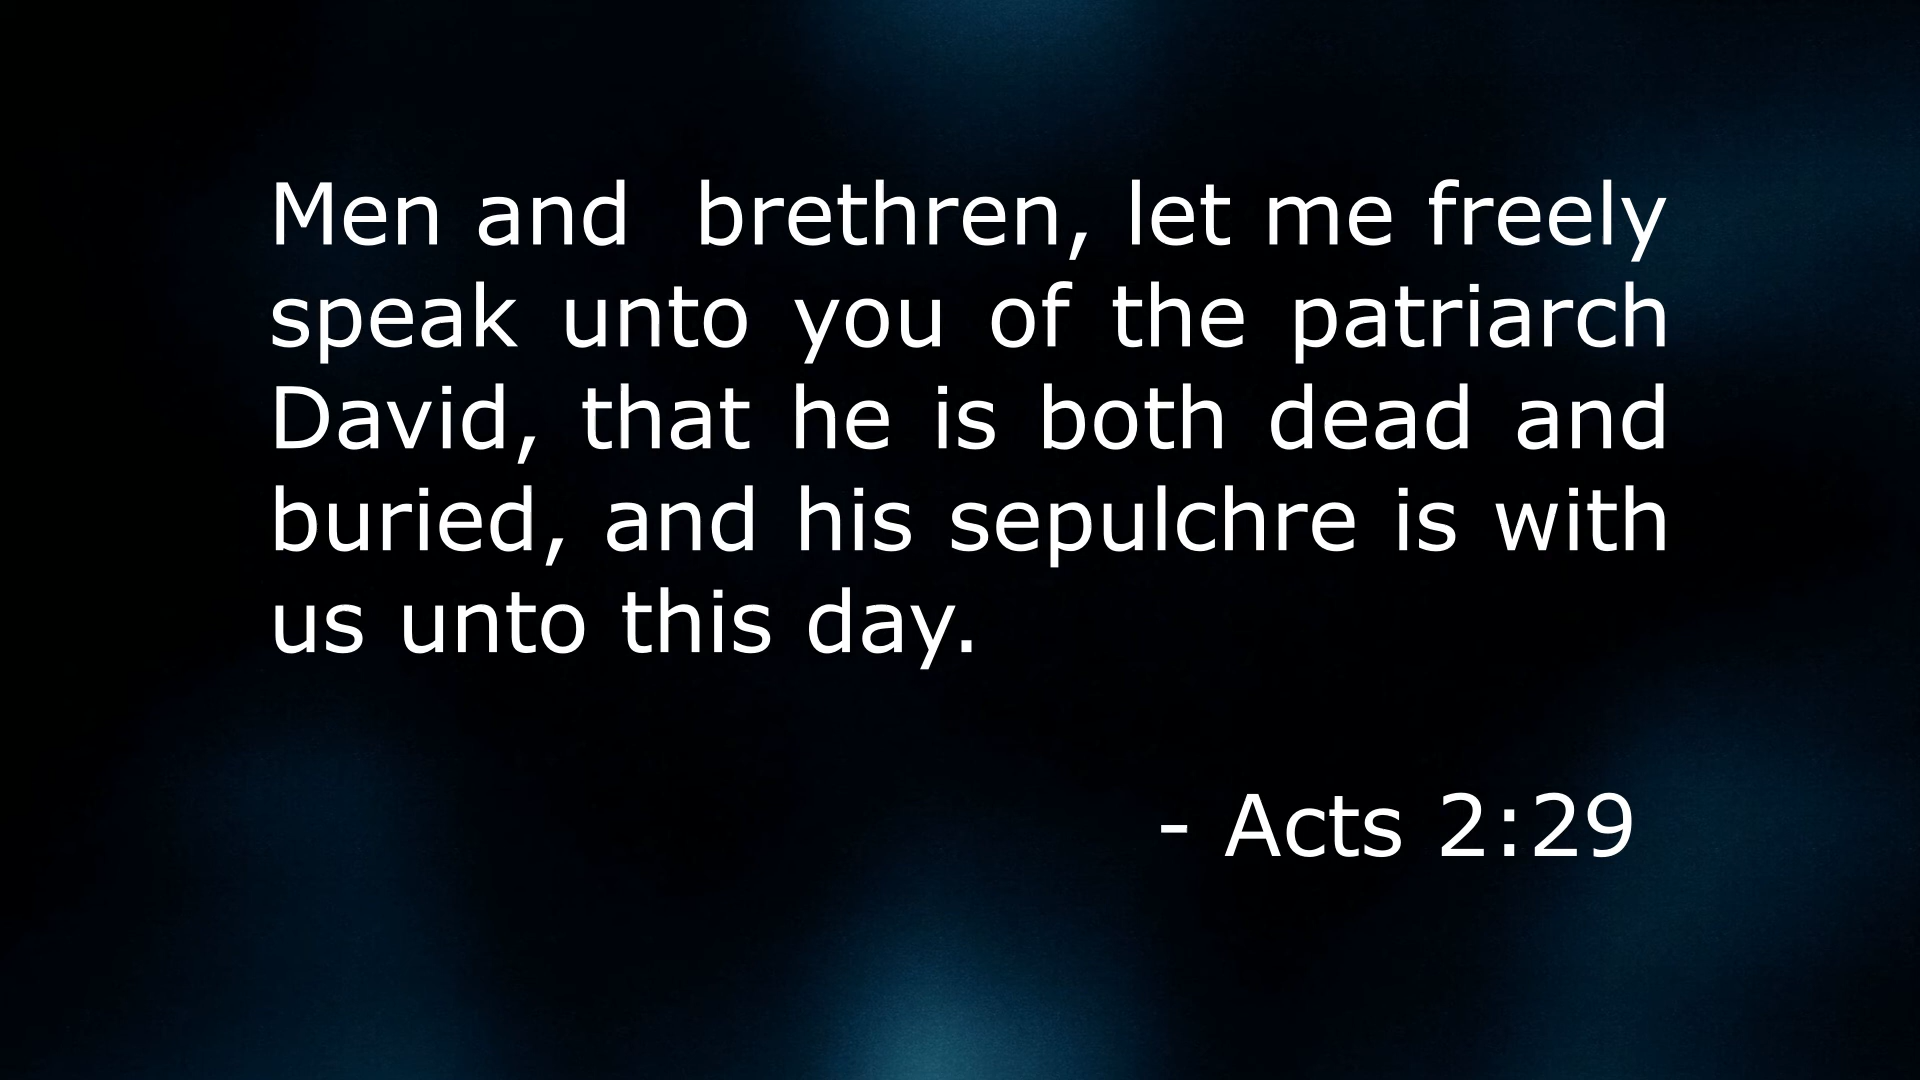 Men and  brethren, let me freely
speak unto you of the patriarch
David, that he is both dead and
buried, and his sepulchre is with
us unto this day.
- Acts 2:29